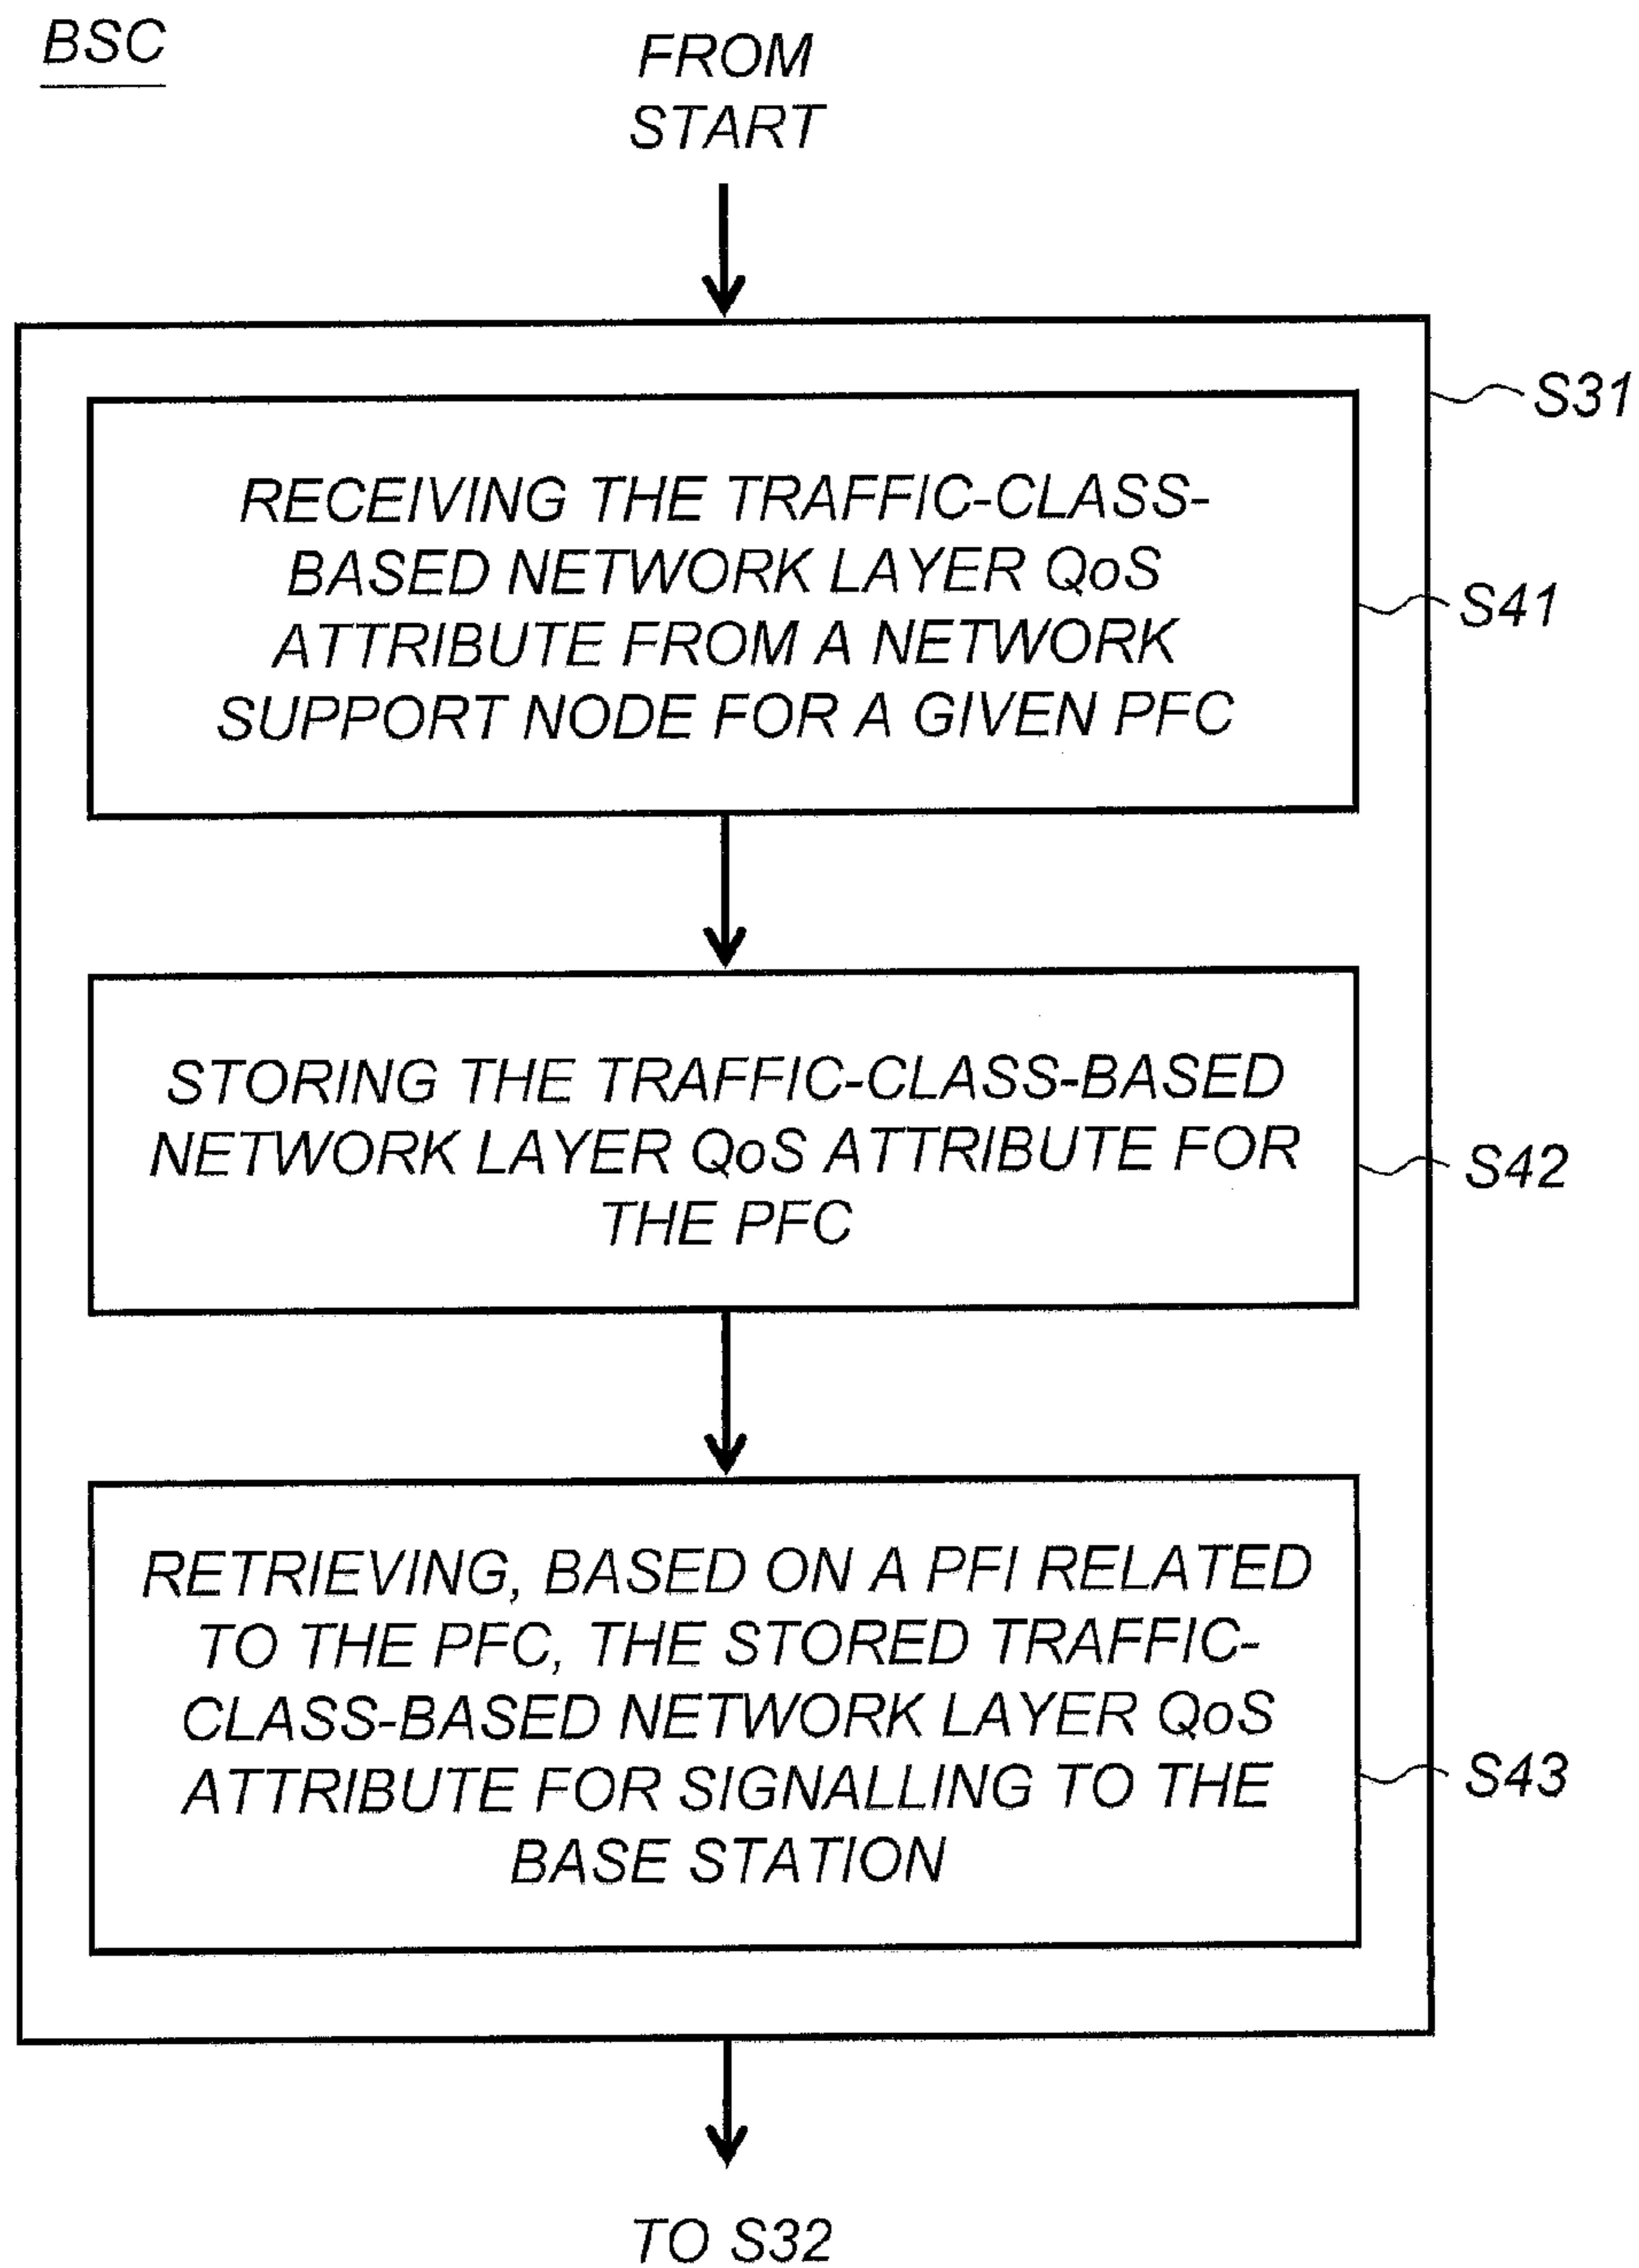 BSC
FROM
START
S31
RECEIVING THE TRAFFIC-CLASS-
BASED NETWORK LAYER QoS
ATTRIBUTE FROM A NETWORK
SUPPORT NODE FOR A GIVEN PFC
S41
STORING THE TRAFFIC-CLASS-BASED
NETWORK LAYER QoS ATTRIBUTE FOR
THE PFC
S42
RETRIEVING, BASED ON A PFI RELATED
TO THE PFC, THE STORED TRAFFIC-
CLASS-BASED NETWORK LAYER QoS
ATTRIBUTE FOR SIGNALLING TO THE
BASE STATION
S43
TO S32